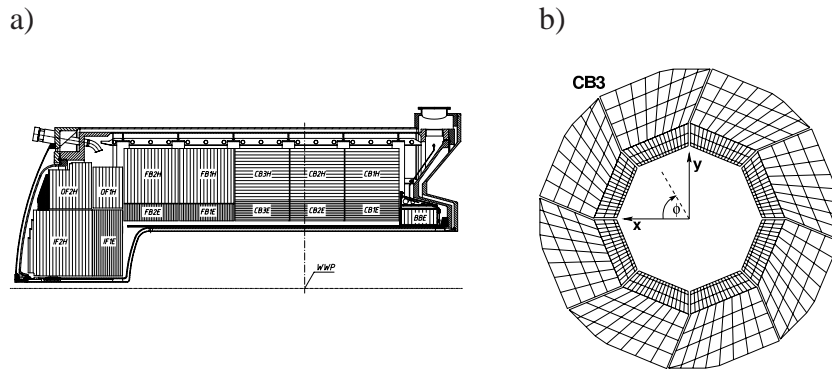 a)
b)
CB3
FB2H
FB1H
CB3H
CB2H
CB1H
OF2H
OF1H
FB2E
FB1E
CB3E
CB2E
CB1E
BBE
IF2H
IF1E
WWP
y
ϕ
x